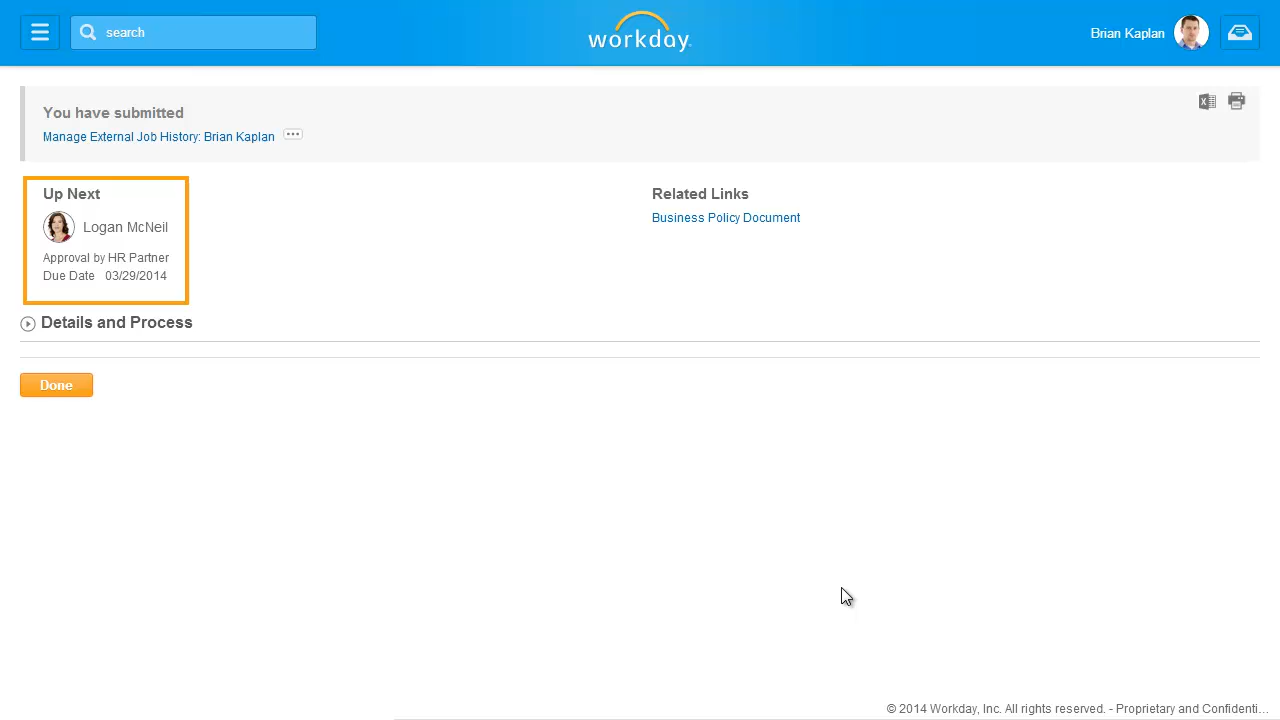 search
workday
Brian Kaplan
You have submitted
Manage External Job History: Brian Kaplan
Up Next
Logan McNeil
Approval by HR Partner
Due Date 03/29/2014
Related Links
Business Policy Document
Details and Process
Done
© 2014 Workday, Inc. All rights reserved. - Proprietary and Confidenti...